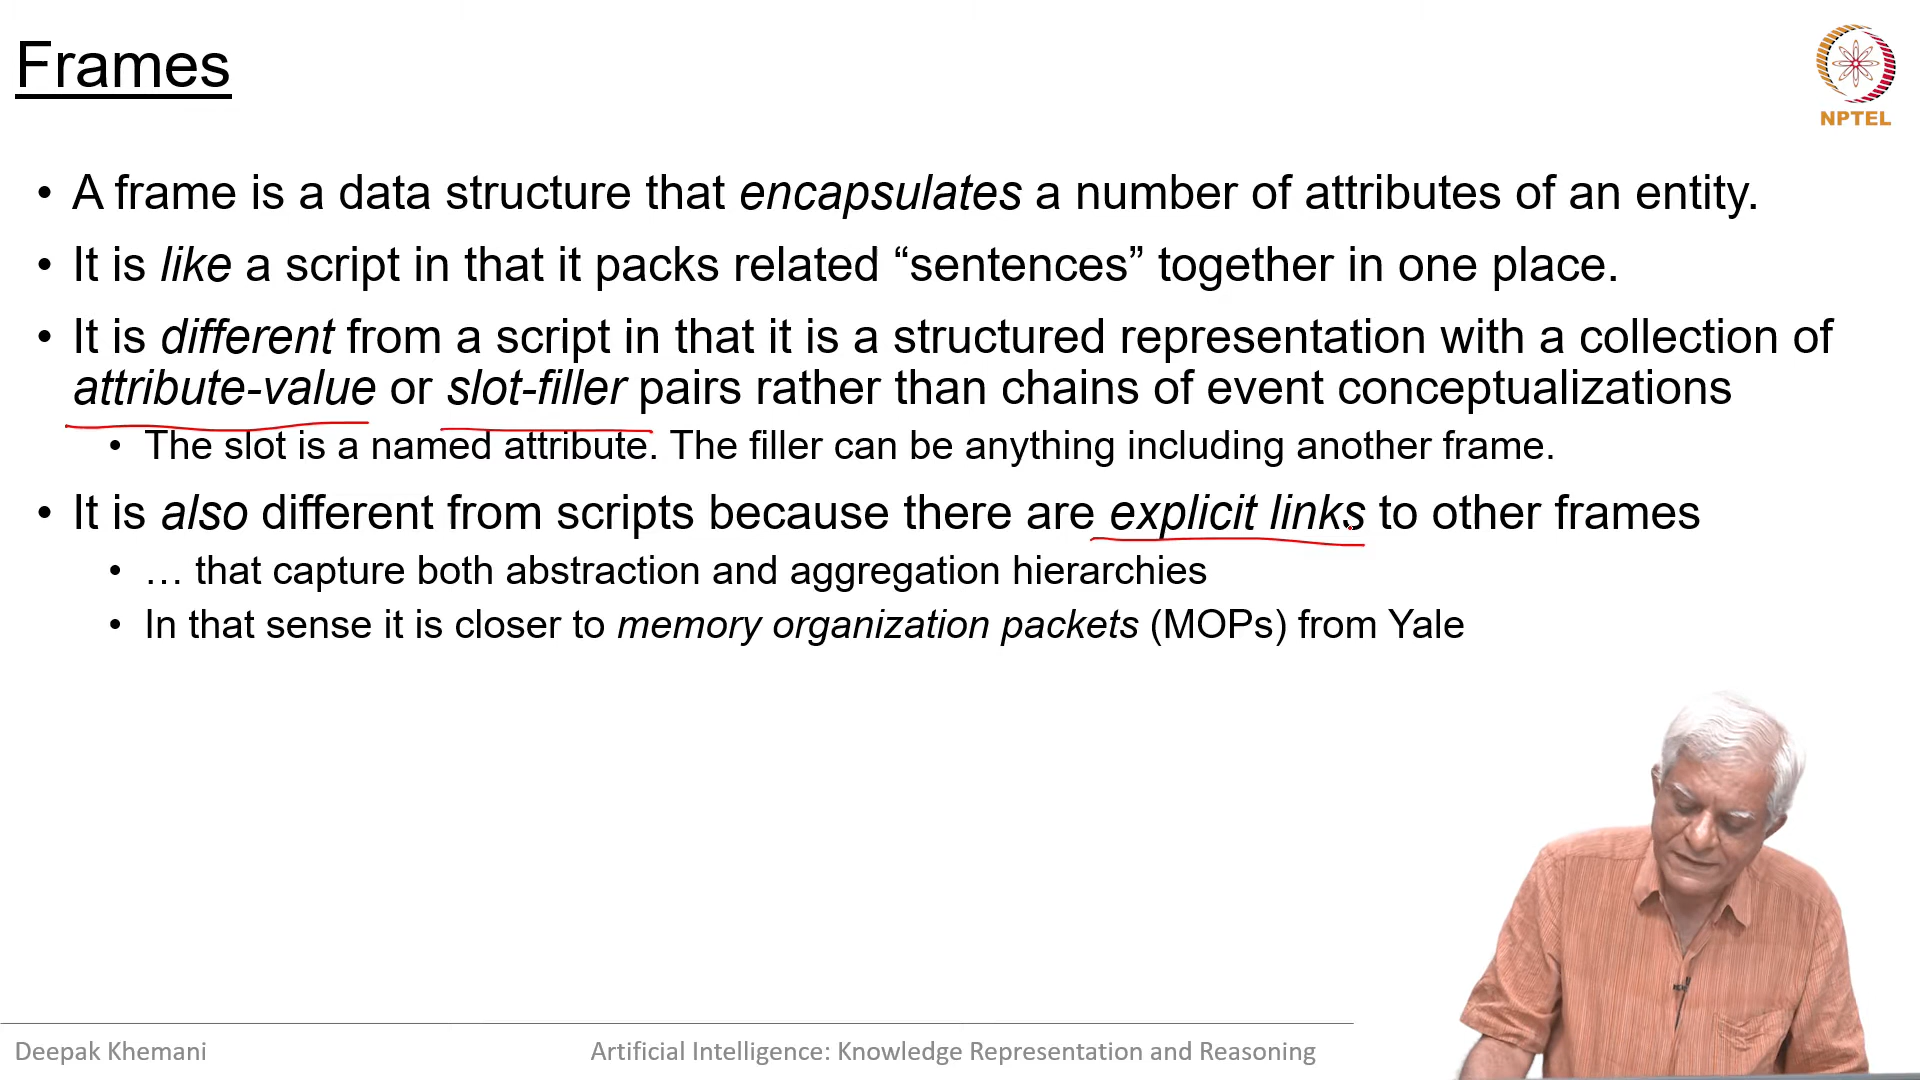 Frames
NPTEL
• A frame is a data structure that encapsulates a number of attributes of an entity.
• It is like a script in that it packs related “sentences” together in one place.
• It is different from a script in that it is a structured representation with a collection of
attribute-value or slot-filler pairs rather than chains of event conceptualizations
• The slot is a named attribute. The filler can be anything including another frame.
• It is also different from scripts because there are explicit links to other frames
• … that capture both abstraction and aggregation hierarchies
• In that sense it is closer to memory organization packets (MOPs) from Yale
Deepak Khemani
Artificial Intelligence: Knowledge Representation and Reasoning